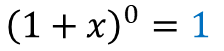 (1 + x)⁰ = 1